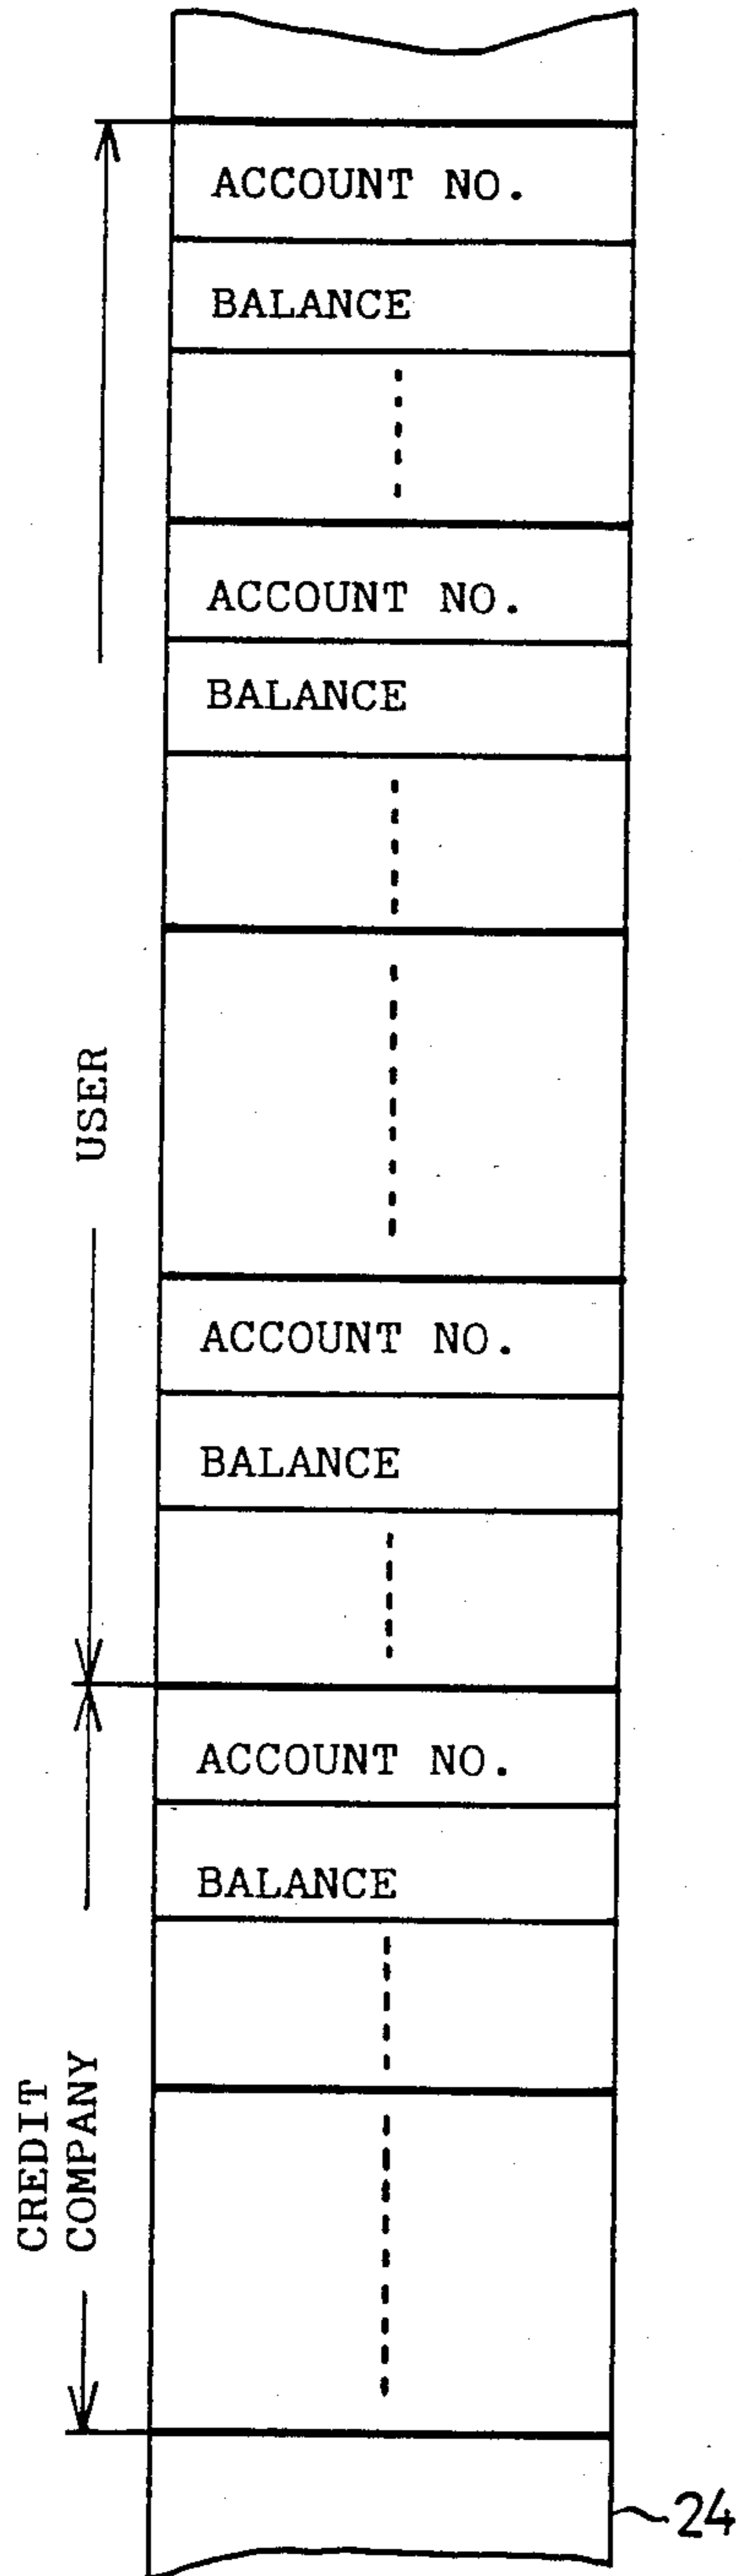 ACCOUNT NO.
BALANCE
ACCOUNT NO.
BALANCE
USER
ACCOUNT NO.
BALANCE
ACCOUNT NO.
BALANCE
CREDIT
COMPANY
24